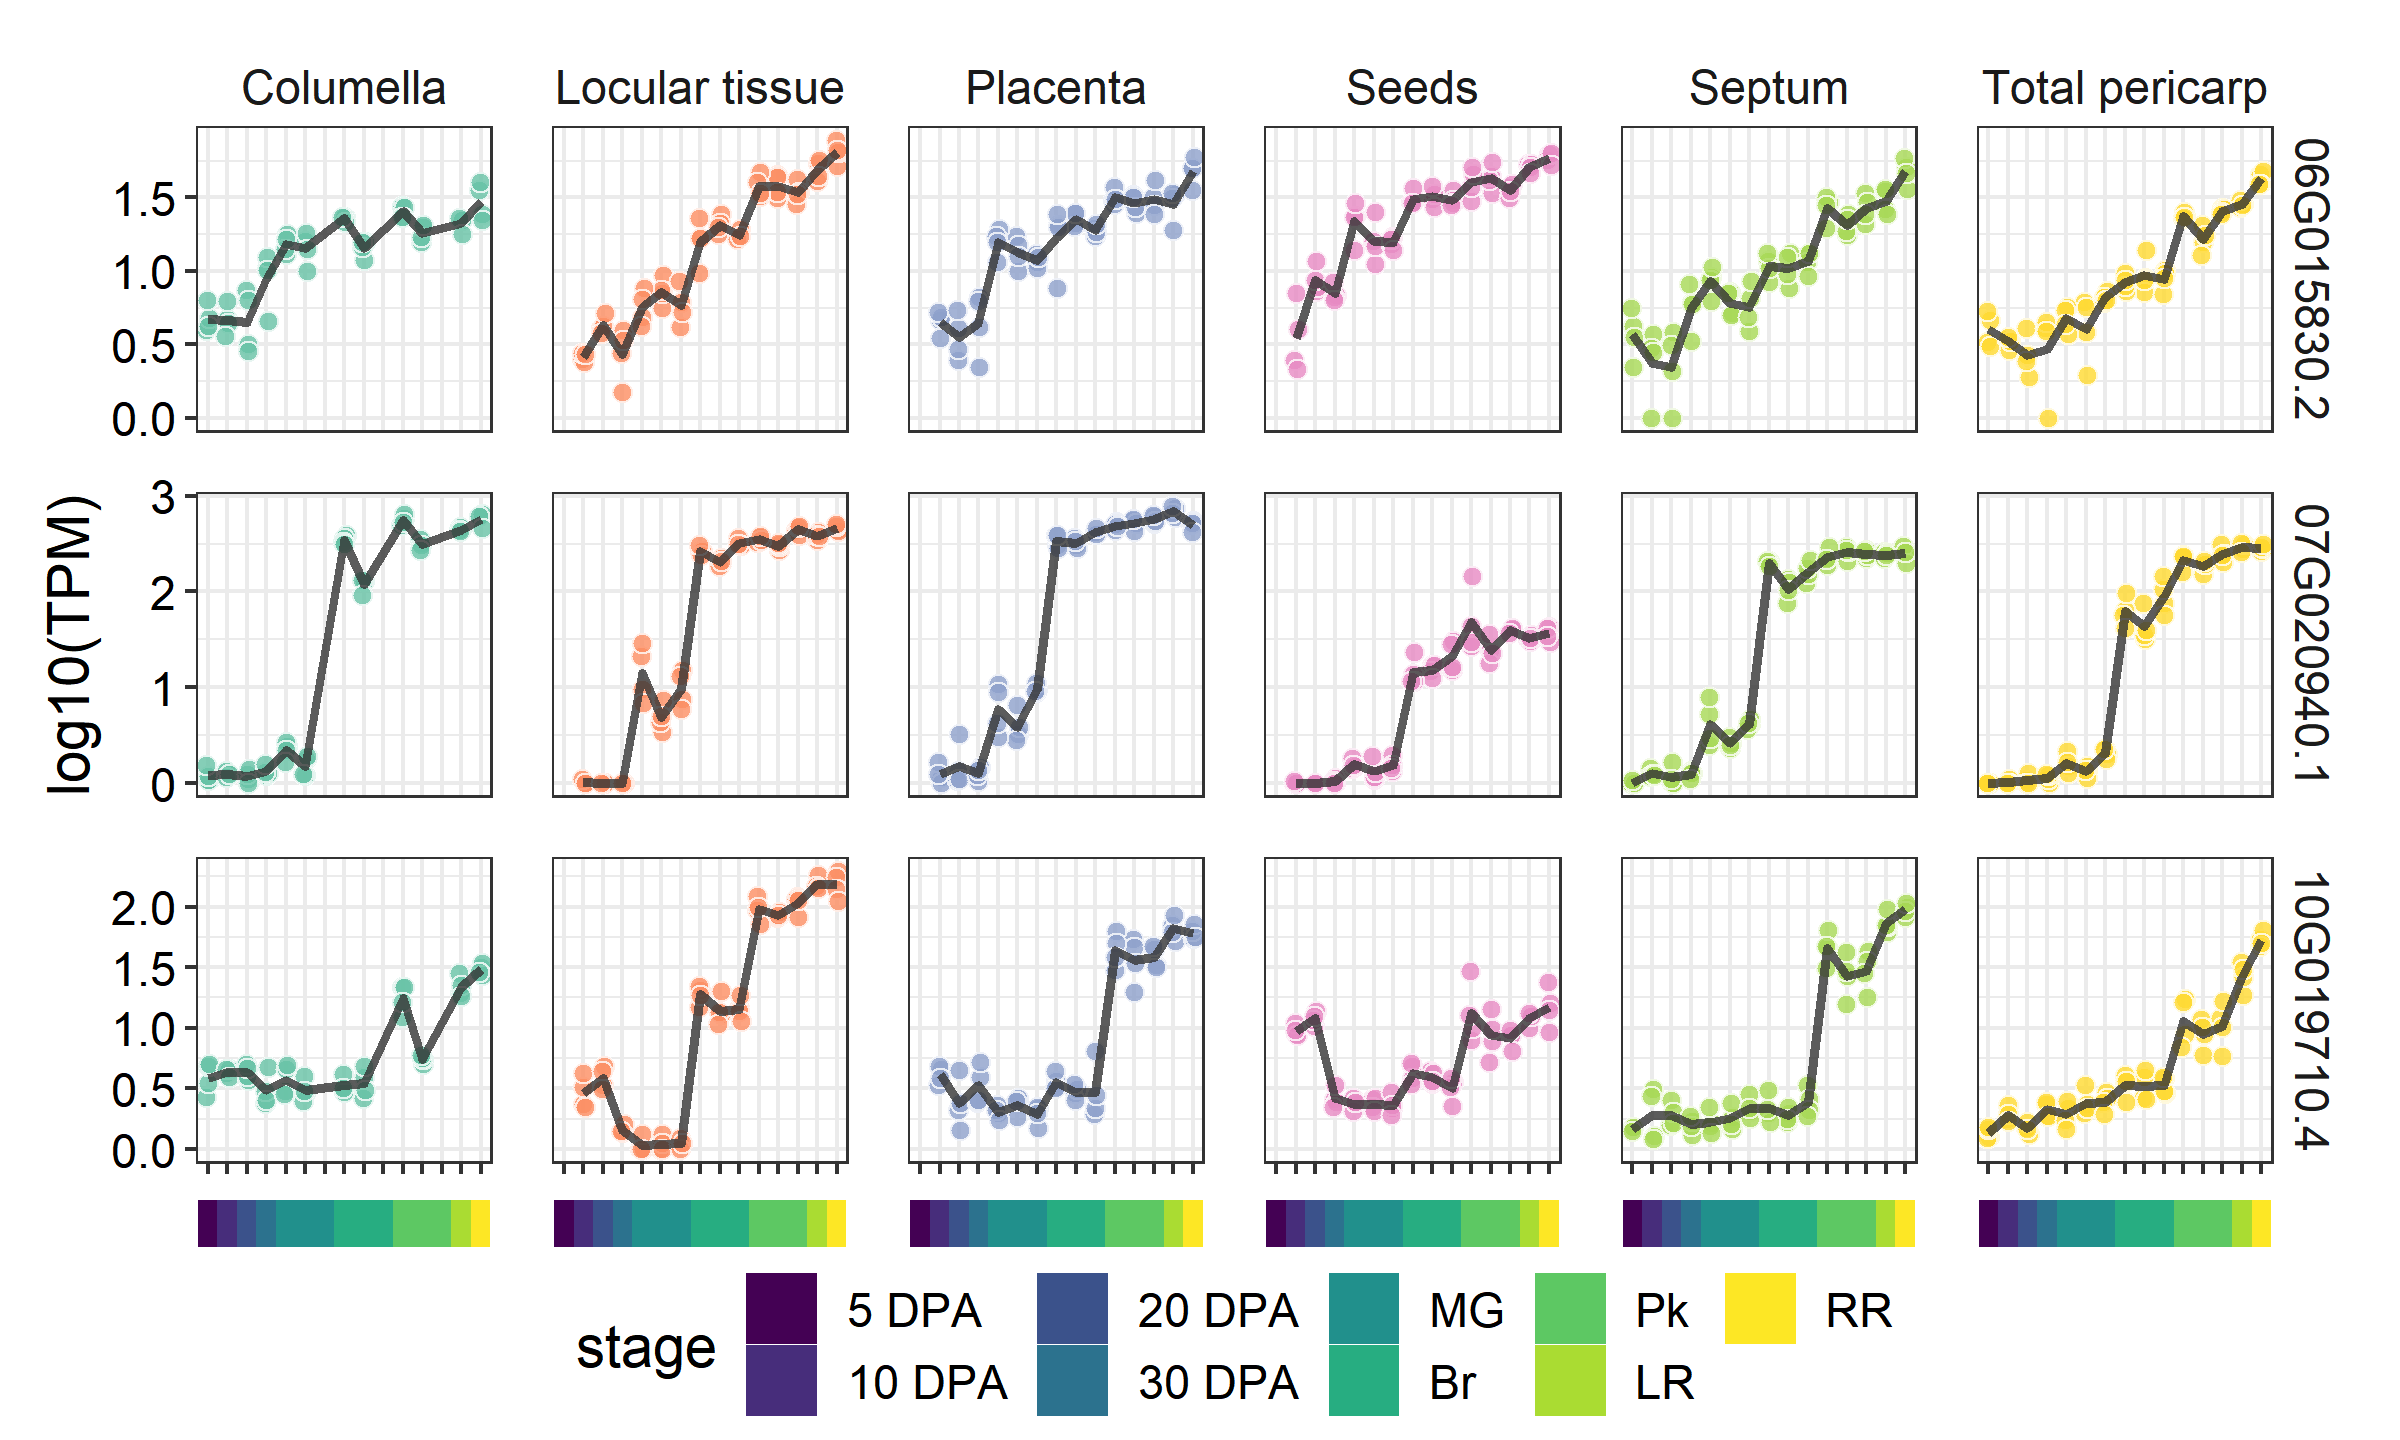 Columella Locular tissue Placenta Seeds Septum Total pericarp
1.5
1.0
0.5
0.0
06G015830.2
log10(TPM)
3
2
1
0
07G020940.1
2.0
1.5
1.0
0.5
0.0
10G019710.4
stage
5 DPA 20 DPA MG Pk RR
10 DPA 30 DPA Br LR